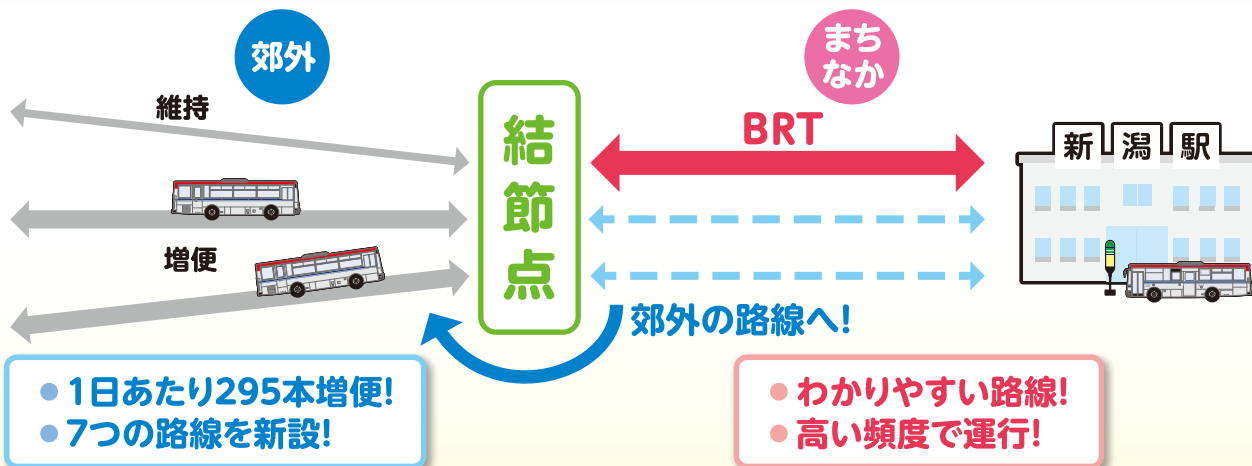 郊外
まち
なか
維持
BRT
結節点
新潟駅
増便
郊外の路線へ!
● 1日あたり295本増便!
● 7つの路線を新設!
● わかりやすい路線!
● 高い頻度で運行!